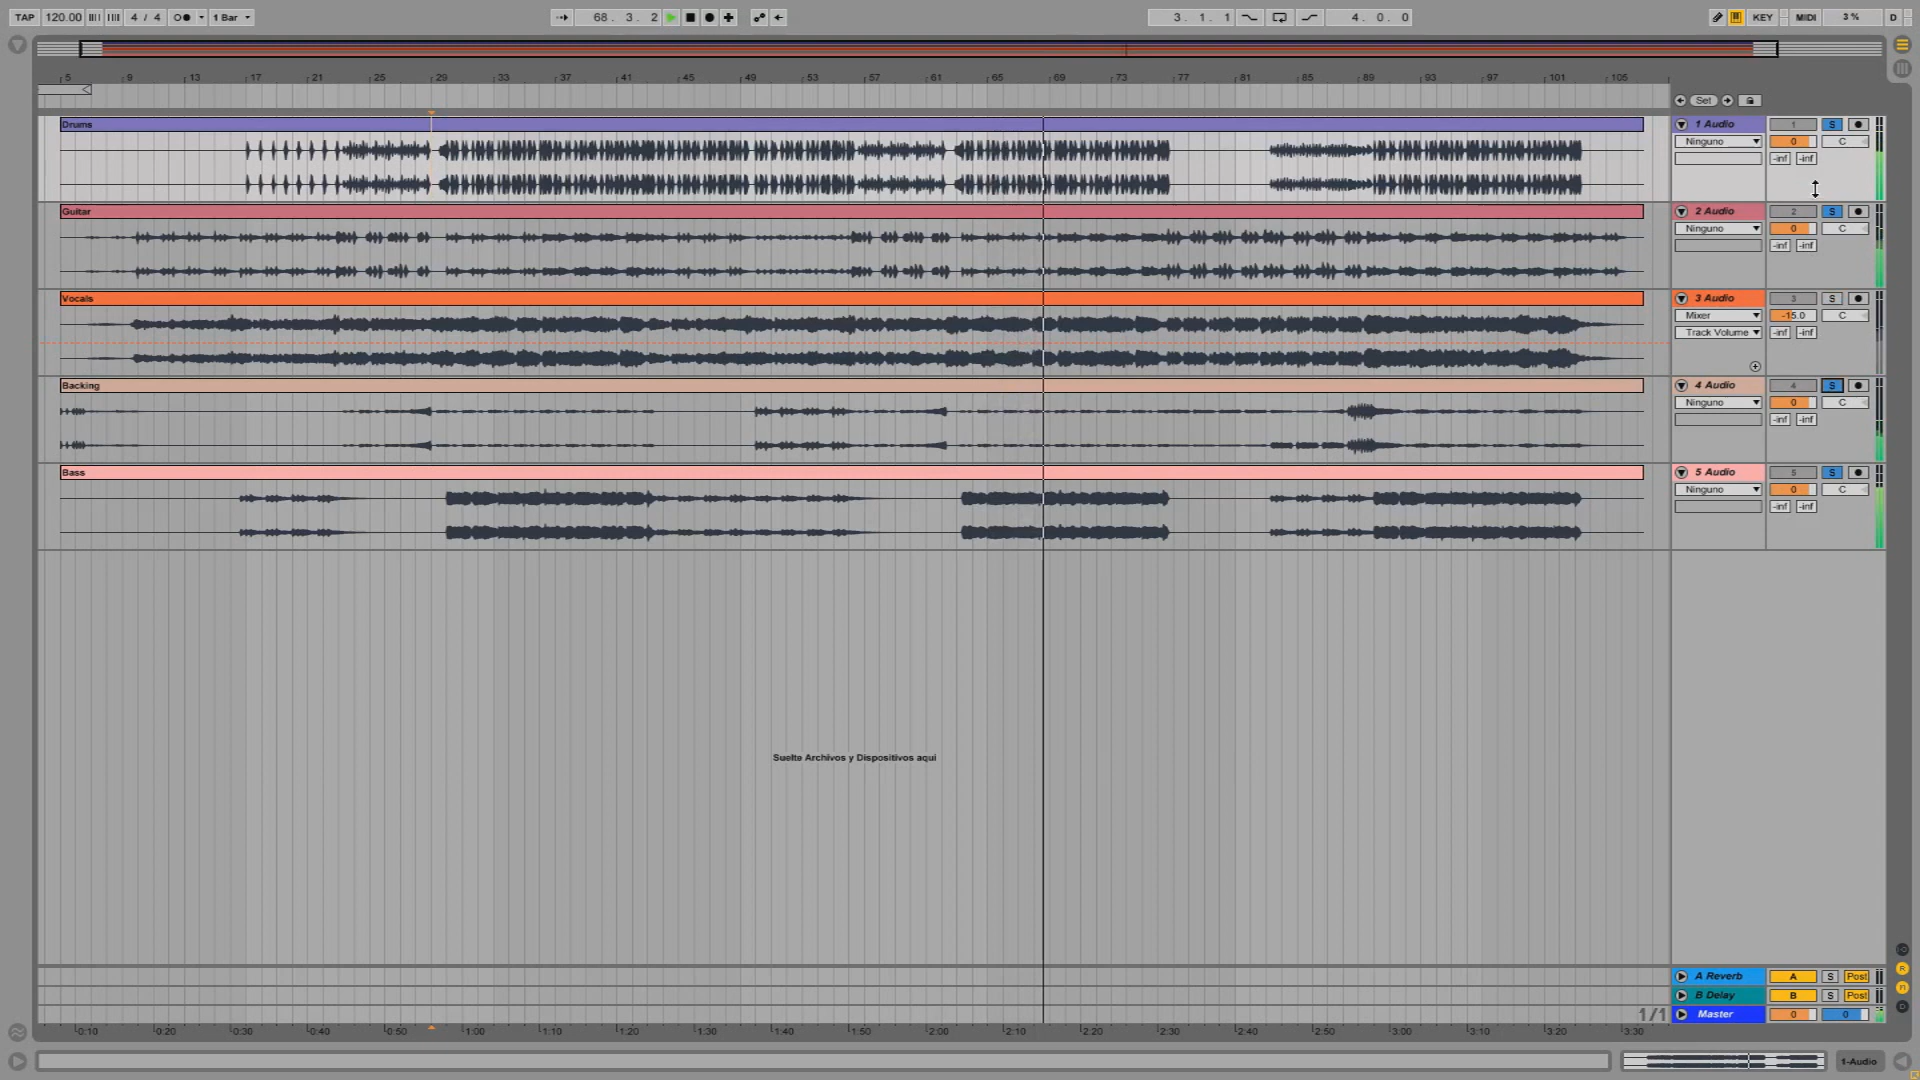 TAP 120.00 4 / 4 1 Bar 68. 3. 2 3. 1. 1 4. 0. 0 KEY MIDI 3 % D
5 9 13 17 21 25 29 33 37 41 45 49 53 57 61 65 69 73 77 81 85 89 93 97 101 105
Set
Drums 1 Audio 1 S
Ninguno 0 C
-inf -inf
Guitar 2 Audio 2 S
Ninguno 0 C
-inf -inf
Vocals 3 Audio 3 S
Mixer -15.0 C
Track Volume -inf -inf
Backing 4 Audio 4 S
Ninguno 0 C
-inf -inf
Bass 5 Audio 5 S
Ninguno 0 C
-inf -inf
Suelte Archivos y Dispositivos aquí
A Reverb A S Post
B Delay B S Post
1/1 Master 0 0
0:10 0:20 0:30 0:40 0:50 1:00 1:10 1:20 1:30 1:40 1:50 2:00 2:10 2:20 2:30 2:40 2:50 3:00 3:10 3:20 3:30
1-Audio